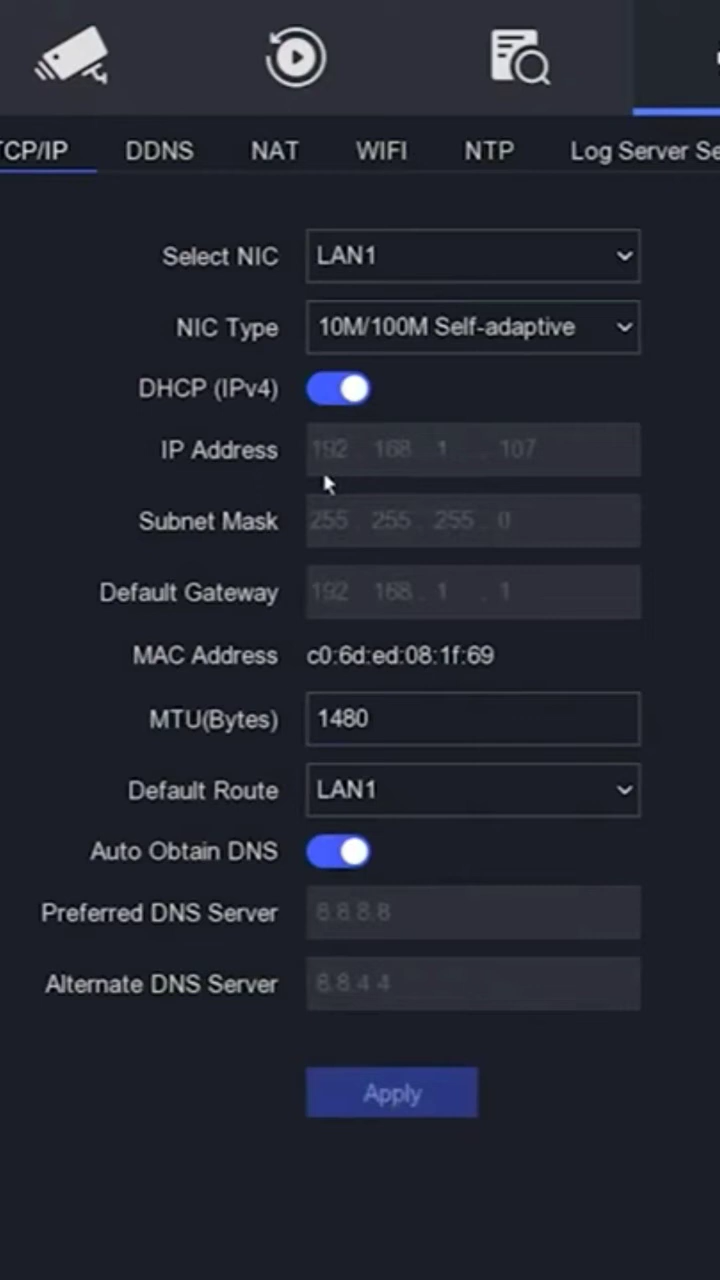 TCP/IP DDNS NAT WIFI NTP Log Server Se
Select NIC LAN1
NIC Type 10M/100M Self-adaptive
DHCP (IPv4)
IP Address 192 . 168 . 1 . 107
Subnet Mask 255 . 255 . 255 . 0
Default Gateway 192 . 168 . 1 . 1
MAC Address c0:6d:ed:08:1f:69
MTU(Bytes) 1480
Default Route LAN1
Auto Obtain DNS
Preferred DNS Server 8.8.8.8
Alternate DNS Server 8.8.4.4
Apply